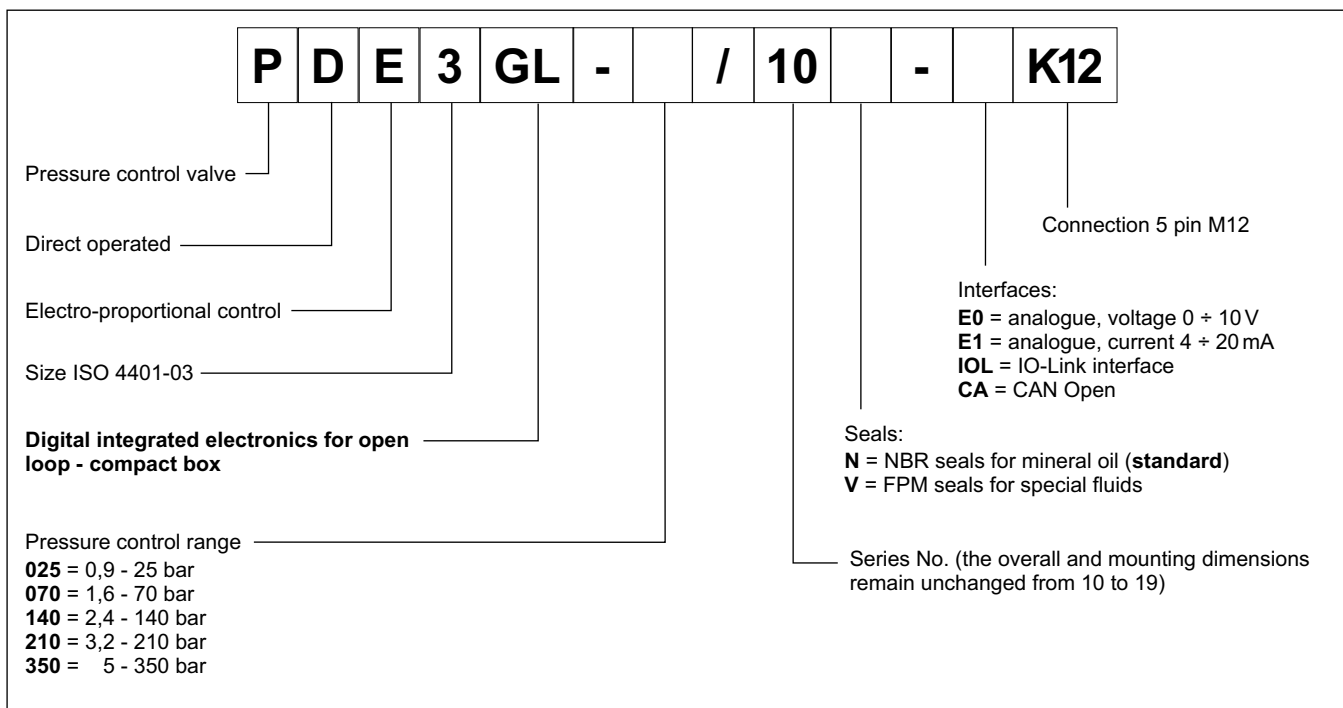 P D E 3 GL - / 10 - K12
Pressure control valve
Direct operated
Electro-proportional control
Size ISO 4401-03
Digital integrated electronics for open
loop - compact box
Pressure control range
025 = 0,9 - 25 bar
070 = 1,6 - 70 bar
140 = 2,4 - 140 bar
210 = 3,2 - 210 bar
350 = 5 - 350 bar
Connection 5 pin M12
Interfaces:
E0 = analogue, voltage 0 ÷ 10 V
E1 = analogue, current 4 ÷ 20 mA
IOL = IO-Link interface
CA = CAN Open
Seals:
N = NBR seals for mineral oil (standard)
V = FPM seals for special fluids
Series No. (the overall and mounting dimensions
remain unchanged from 10 to 19)